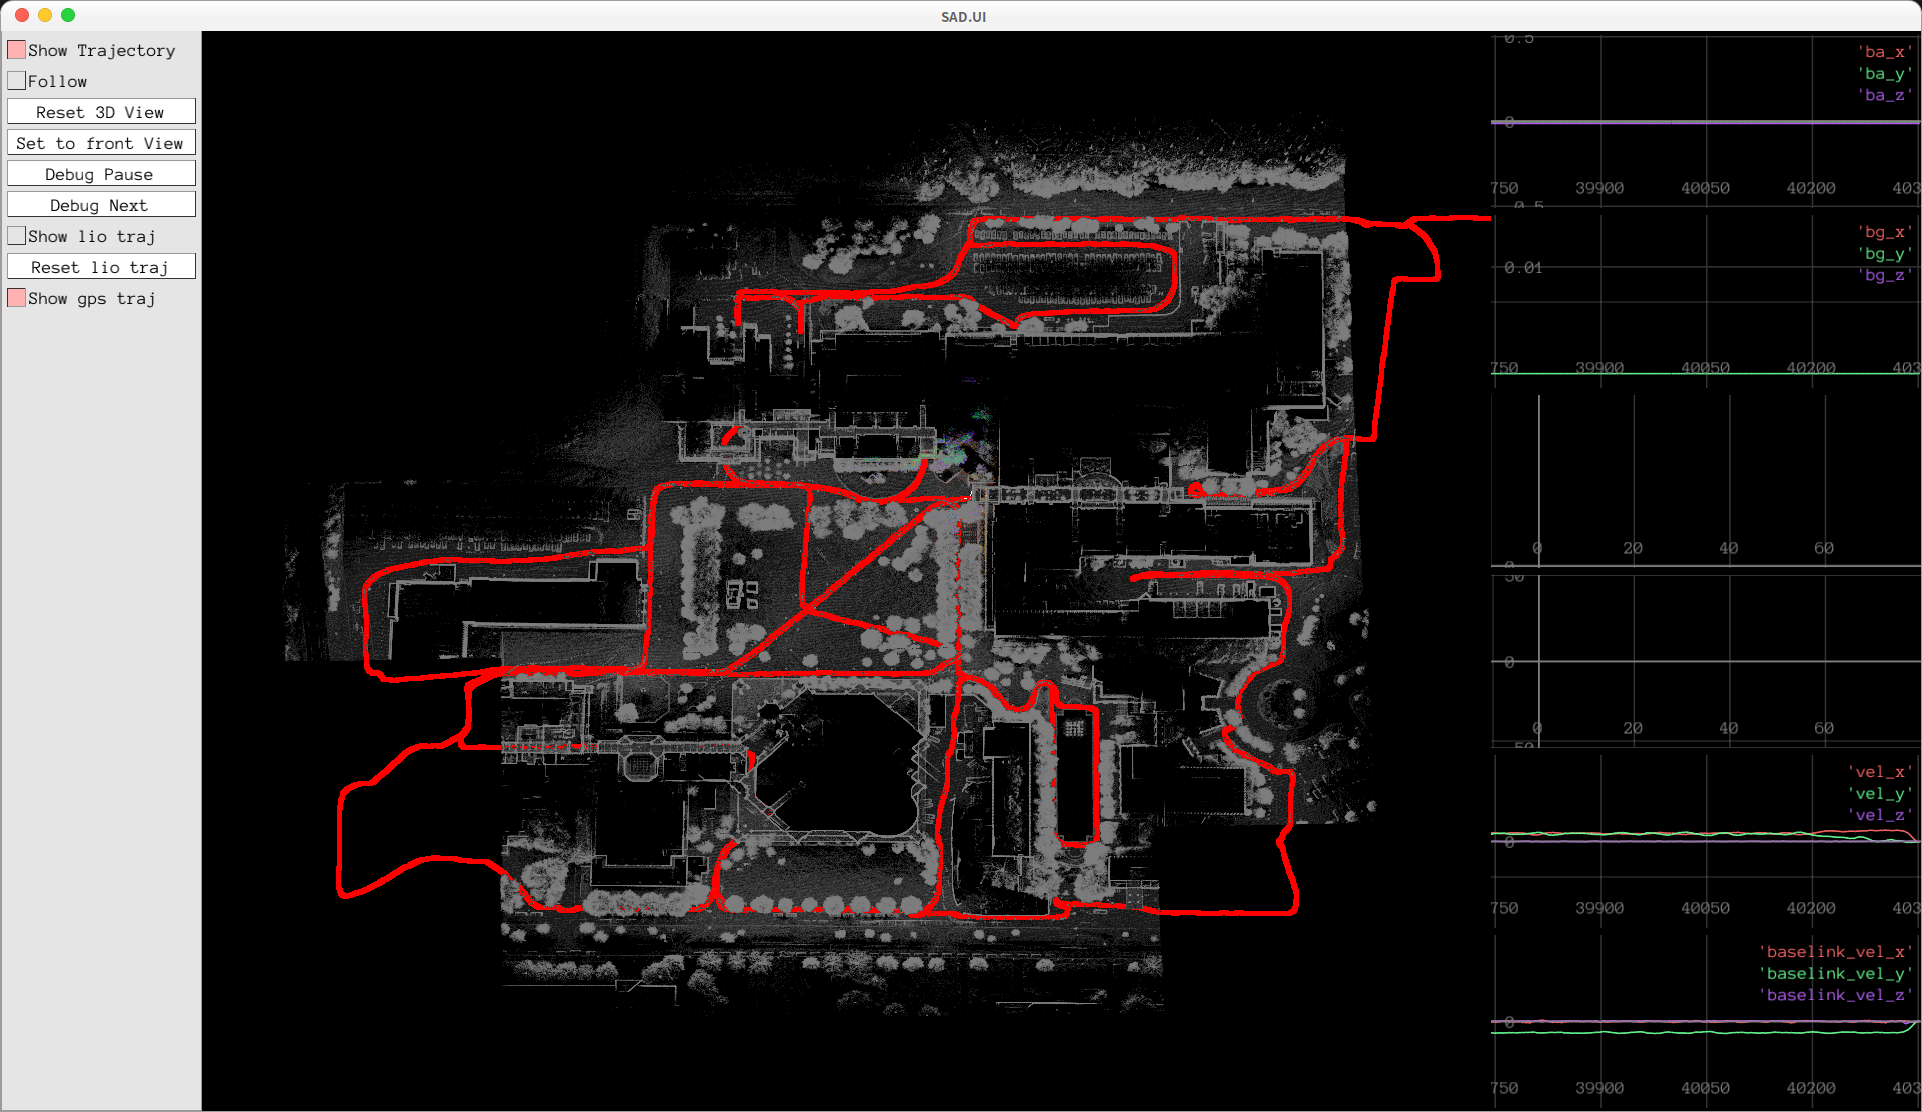 SAD.UI
Show Trajectory
Follow
Reset 3D View
Set to front View
Debug Pause
Debug Next
Show lio traj
Reset lio traj
Show gps traj
0.5
'ba_x'
'ba_y'
'ba_z'
0
750 39900 40050 40200 403
-0.5
'bg_x'
'bg_y'
'bg_z'
0.01
750 39900 40050 40200 403
0 20 40 60
50
0
0 20 40 60
-50
'vel_x'
'vel_y'
'vel_z'
0
750 39900 40050 40200 403
'baselink_vel_x'
'baselink_vel_y'
'baselink_vel_z'
0
750 39900 40050 40200 403